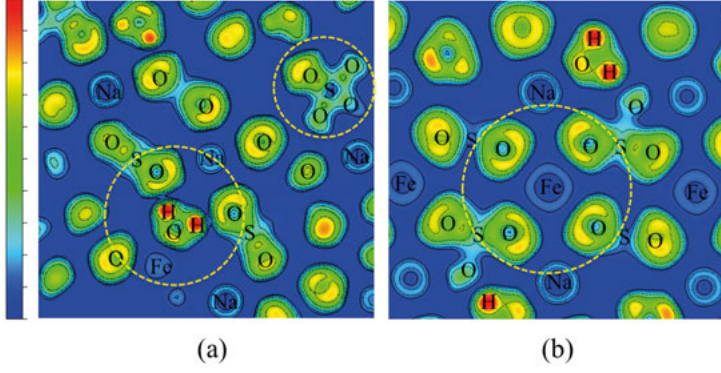 O O
O
Na S
O O
O
O O
S Na Na
O O
H
O H
O
S
O Fe O
Na
H
O H
Na O
O S O O S O
Fe Fe Fe
O S O O S O
O
Na
H
(a) (b)